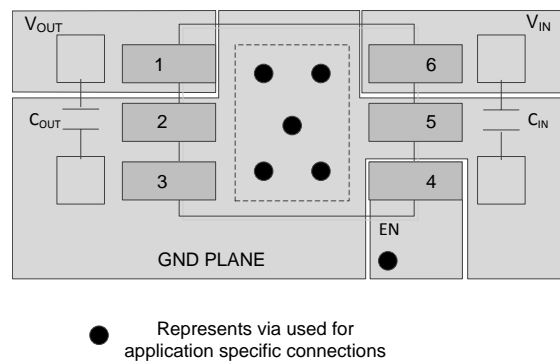 VOUT
VIN
1
6
COUT
2
5
CIN
3
4
EN
GND PLANE
Represents via used for
application specific connections